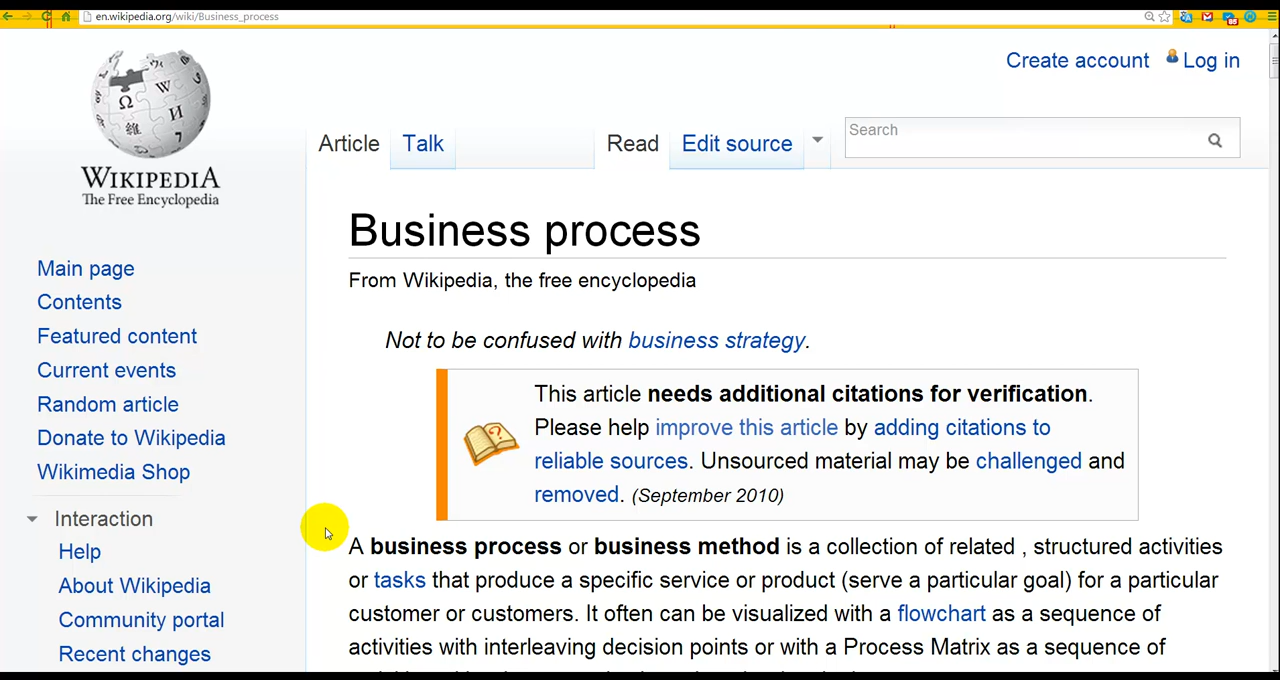 en.wikipedia.org/wiki/Business_process
95
Create account Log in
Article Talk Read Edit source Search
WIKIPEDIA
The Free Encyclopedia
Main page
Contents
Featured content
Current events
Random article
Donate to Wikipedia
Wikimedia Shop
Interaction
Help
About Wikipedia
Community portal
Recent changes
Business process
From Wikipedia, the free encyclopedia
Not to be confused with business strategy.
This article needs additional citations for verification.
Please help improve this article by adding citations to
reliable sources. Unsourced material may be challenged and
removed. (September 2010)
A business process or business method is a collection of related , structured activities
or tasks that produce a specific service or product (serve a particular goal) for a particular
customer or customers. It often can be visualized with a flowchart as a sequence of
activities with interleaving decision points or with a Process Matrix as a sequence of